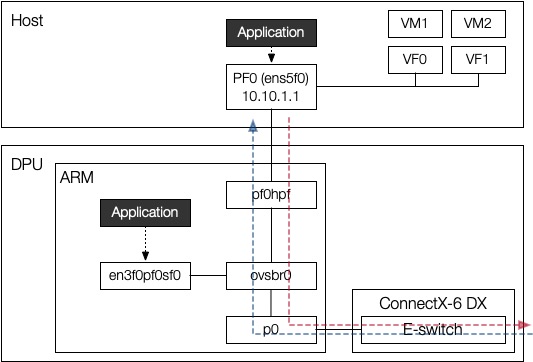 Host
VM1
VM2
Application
VF0
VF1
PF0 (ens5f0)
10.10.1.1
DPU
ARM
pf0hpf
Application
en3f0pf0sf0
ovsbr0
ConnectX-6 DX
p0
E-switch